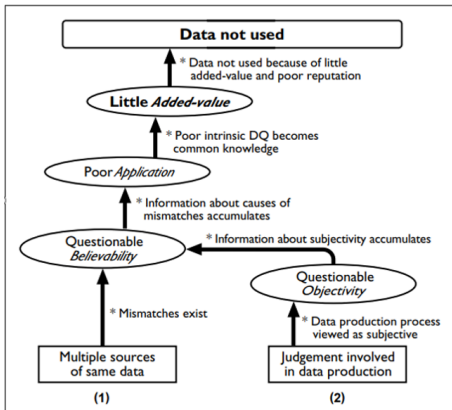 Data not used
* Data not used because of little
added-value and poor reputation
Little Added-value
* Poor intrinsic DQ becomes
common knowledge
Poor Application
* Information about causes of
mismatches accumulates
Questionable
Believability
* Information about subjectivity accumulates
Questionable
Objectivity
* Mismatches exist
* Data production process
viewed as subjective
Multiple sources
of same data
Judgement involved
in data production
(1)
(2)